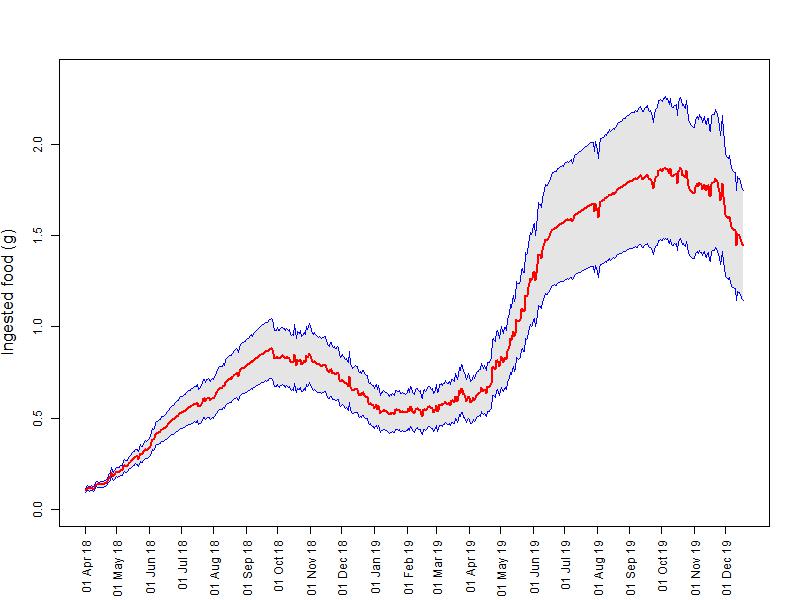 Ingested food (g)
2.0
1.5
1.0
0.5
0.0
01 Apr 18
01 May 18
01 Jun 18
01 Jul 18
01 Aug 18
01 Sep 18
01 Oct 18
01 Nov 18
01 Dec 18
01 Jan 19
01 Feb 19
01 Mar 19
01 Apr 19
01 May 19
01 Jun 19
01 Jul 19
01 Aug 19
01 Sep 19
01 Oct 19
01 Nov 19
01 Dec 19